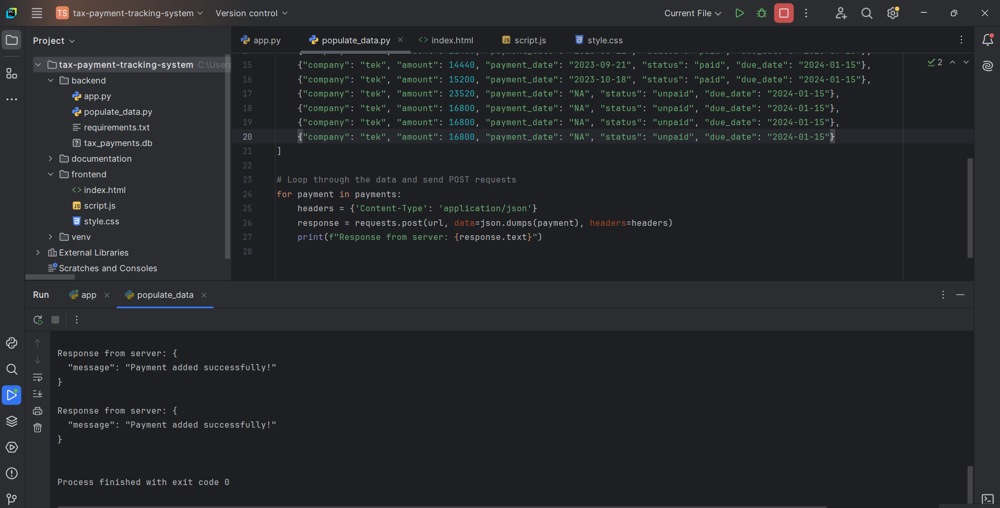 TS tax-payment-tracking-system Version control Current File
Project
app.py populate_data.py index.html script.js style.css
tax-payment-tracking-system C:\Users
backend
app.py
populate_data.py
requirements.txt
tax_payments.db
documentation
frontend
index.html
script.js
style.css
venv
External Libraries
Scratches and Consoles
2
15 {"company": "tek", "amount": 14440, "payment_date": "2023-09-21", "status": "paid", "due_date": "2024-01-15"},
16 {"company": "tek", "amount": 15200, "payment_date": "2023-10-18", "status": "paid", "due_date": "2024-01-15"},
17 {"company": "tek", "amount": 23520, "payment_date": "NA", "status": "unpaid", "due_date": "2024-01-15"},
18 {"company": "tek", "amount": 16800, "payment_date": "NA", "status": "unpaid", "due_date": "2024-01-15"},
19 {"company": "tek", "amount": 16800, "payment_date": "NA", "status": "unpaid", "due_date": "2024-01-15"},
20 {"company": "tek", "amount": 16800, "payment_date": "NA", "status": "unpaid", "due_date": "2024-01-15"}
21 ]
22
23 # Loop through the data and send POST requests
24 for payment in payments:
25 headers = {'Content-Type': 'application/json'}
26 response = requests.post(url, data=json.dumps(payment), headers=headers)
27 print(f"Response from server: {response.text}")
28
Run app populate_data
Response from server: {
"message": "Payment added successfully!"
}
Response from server: {
"message": "Payment added successfully!"
}
Process finished with exit code 0